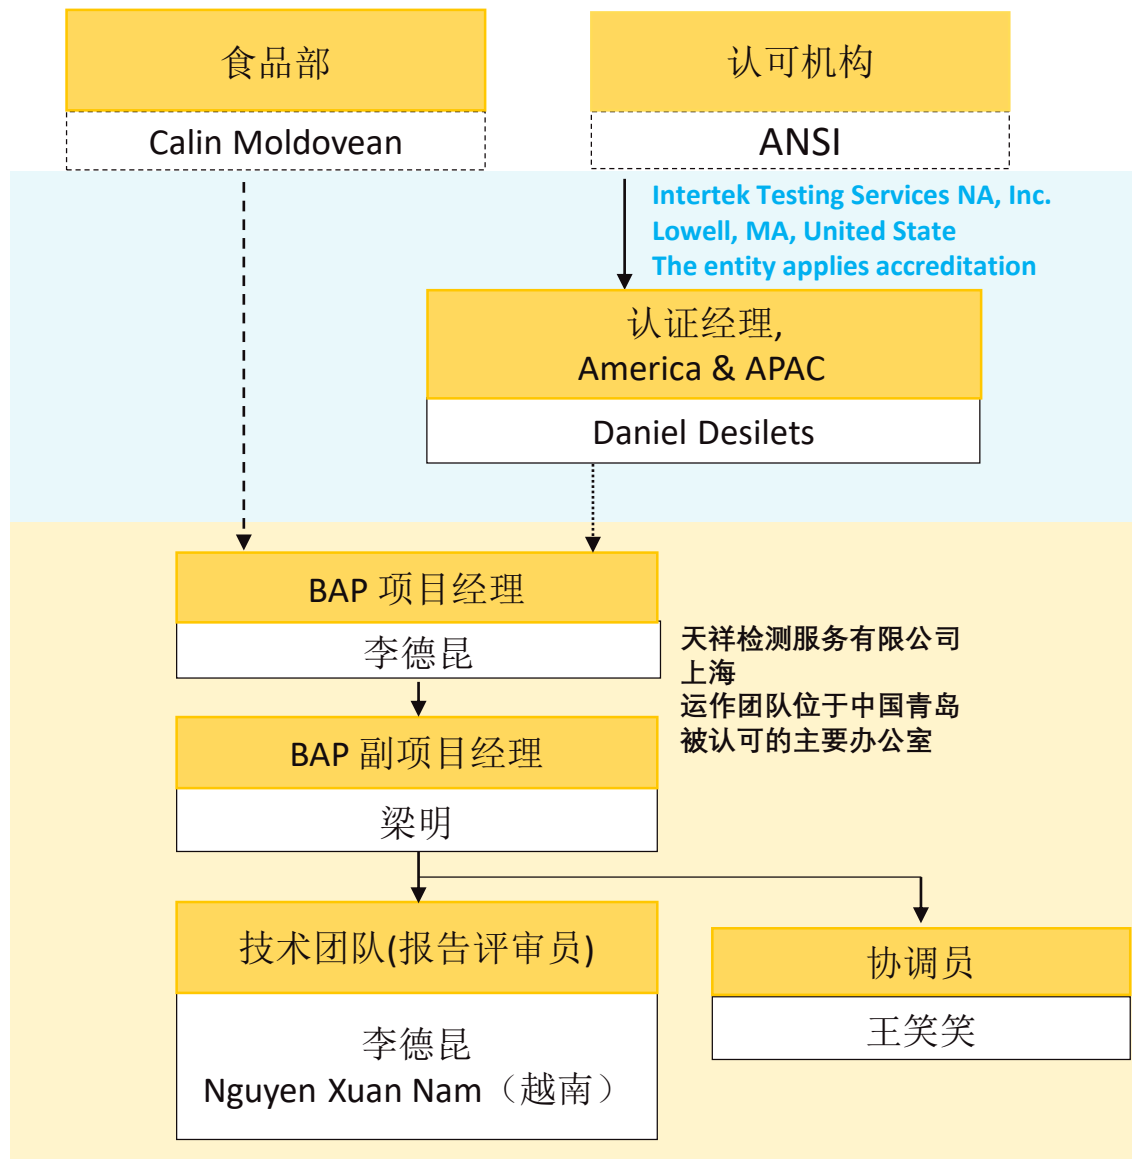 食品部
Calin Moldovean
认可机构
ANSI
Intertek Testing Services NA, Inc.
Lowell, MA, United State
The entity applies accreditation
认证经理,
America & APAC
Daniel Desilets
BAP 项目经理
李德昆
天祥检测服务有限公司
上海
运作团队位于中国青岛
被认可的主要办公室
BAP 副项目经理
梁明
技术团队(报告评审员)
李德昆
Nguyen Xuan Nam（越南）
协调员
王笑笑